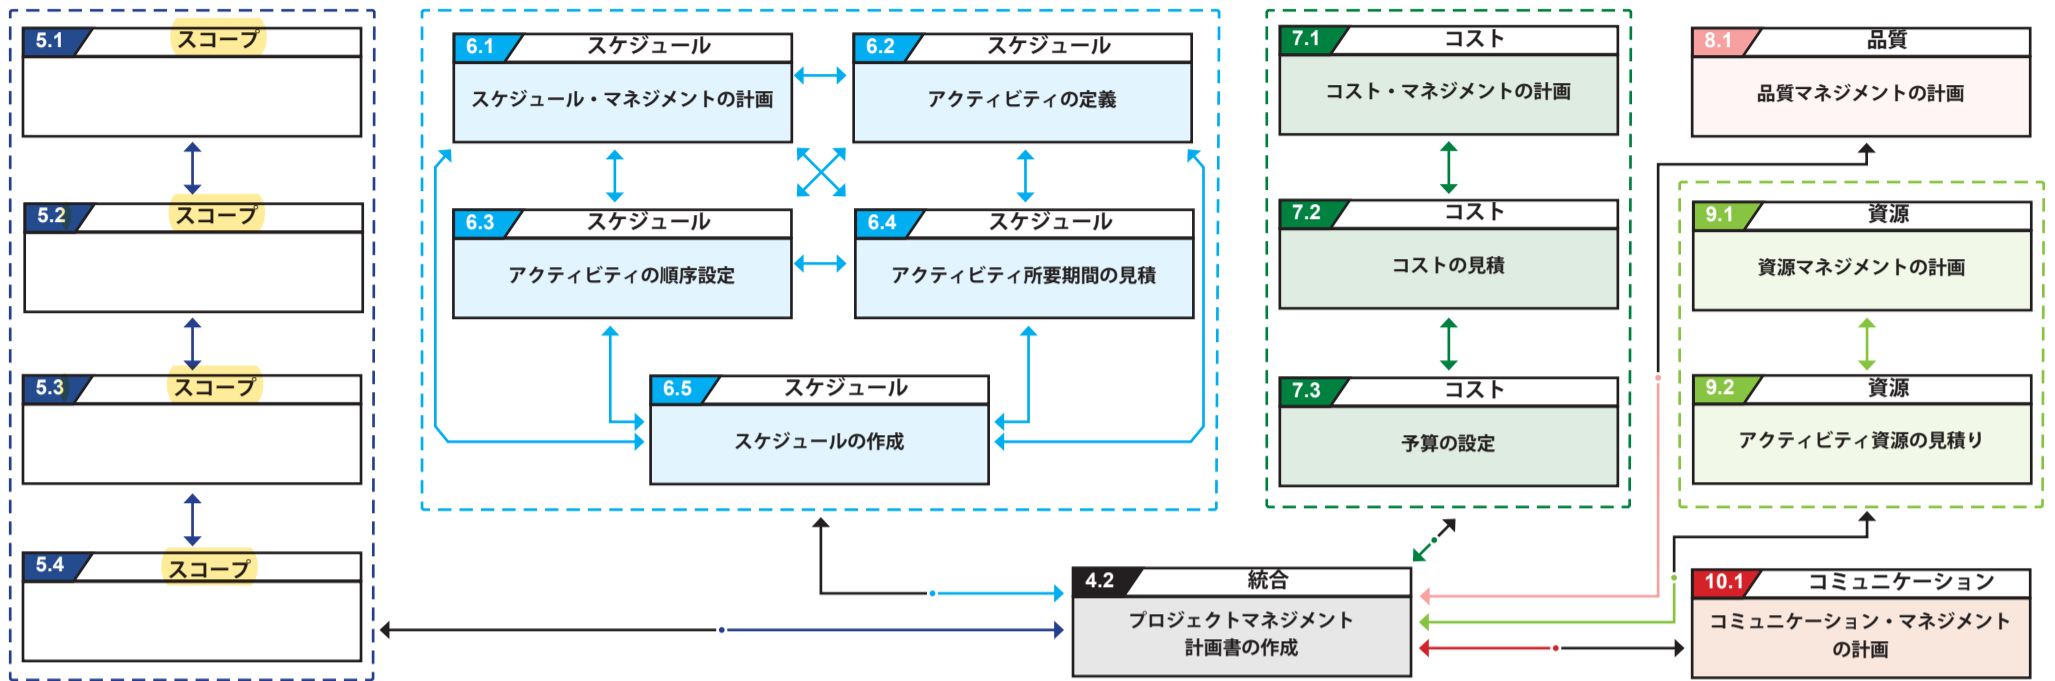 5.1 スコープ
5.2 スコープ
5.3 スコープ
5.4 スコープ
6.1 スケジュール
スケジュール・マネジメントの計画
6.2 スケジュール
アクティビティの定義
6.3 スケジュール
アクティビティの順序設定
6.4 スケジュール
アクティビティ所要期間の見積
6.5 スケジュール
スケジュールの作成
7.1 コスト
コスト・マネジメントの計画
7.2 コスト
コストの見積
7.3 コスト
予算の設定
8.1 品質
品質マネジメントの計画
9.1 資源
資源マネジメントの計画
9.2 資源
アクティビティ資源の見積り
4.2 統合
プロジェクトマネジメント
計画書の作成
10.1 コミュニケーション
コミュニケーション・マネジメント
の計画